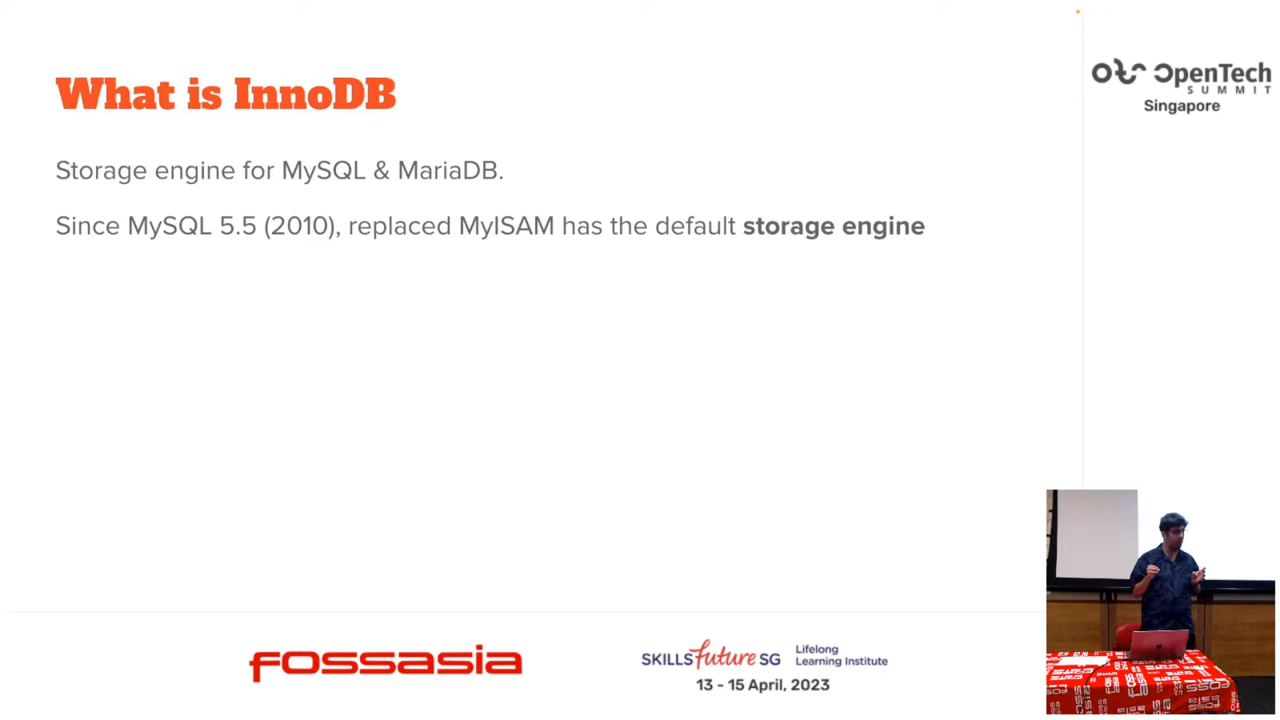 What is InnoDB
Storage engine for MySQL & MariaDB.
Since MySQL 5.5 (2010), replaced MyISAM has the default storage engine
OpenTech
SUMMIT
Singapore
FOSSASIA
SKILLSfuture SG
Lifelong
Learning Institute
13 - 15 April, 2023